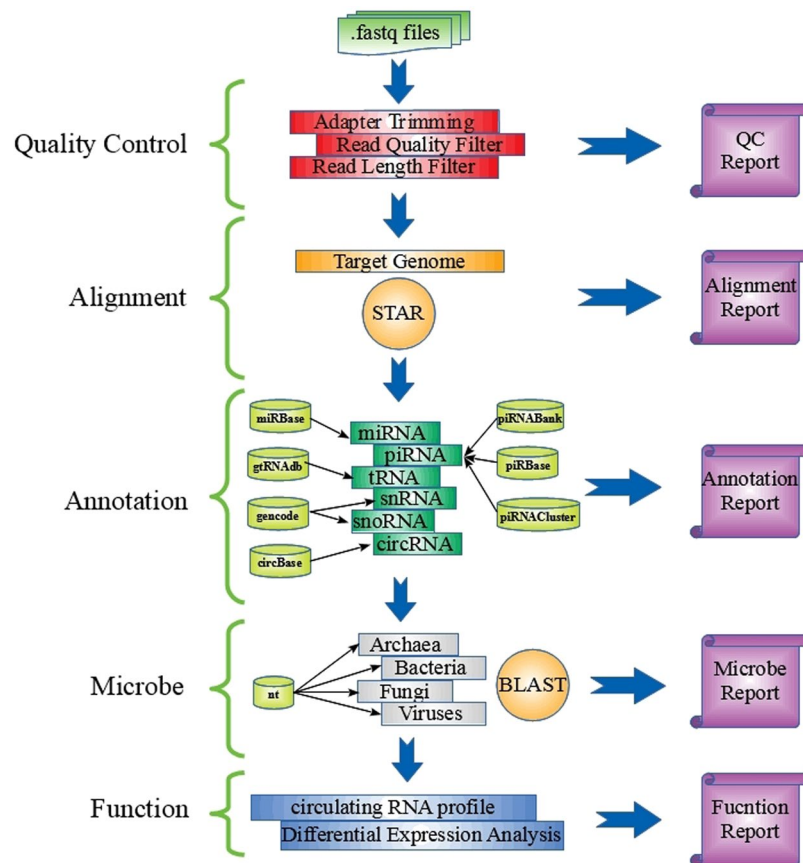 .fastq files
Quality Control
Adapter Trimming
Read Quality Filter
Read Length Filter
QC
Report
Alignment
Target Genome
STAR
Alignment
Report
Annotation
miRBase
gtRNAdb
gencode
circBase
miRNA
piRNA
tRNA
snRNA
snoRNA
circRNA
piRNABank
piRBase
piRNACluster
Annotation
Report
Microbe
nt
Archaea
Bacteria
Fungi
Viruses
BLAST
Microbe
Report
Function
circulating RNA profile
Differential Expression Analysis
Fucntion
Report